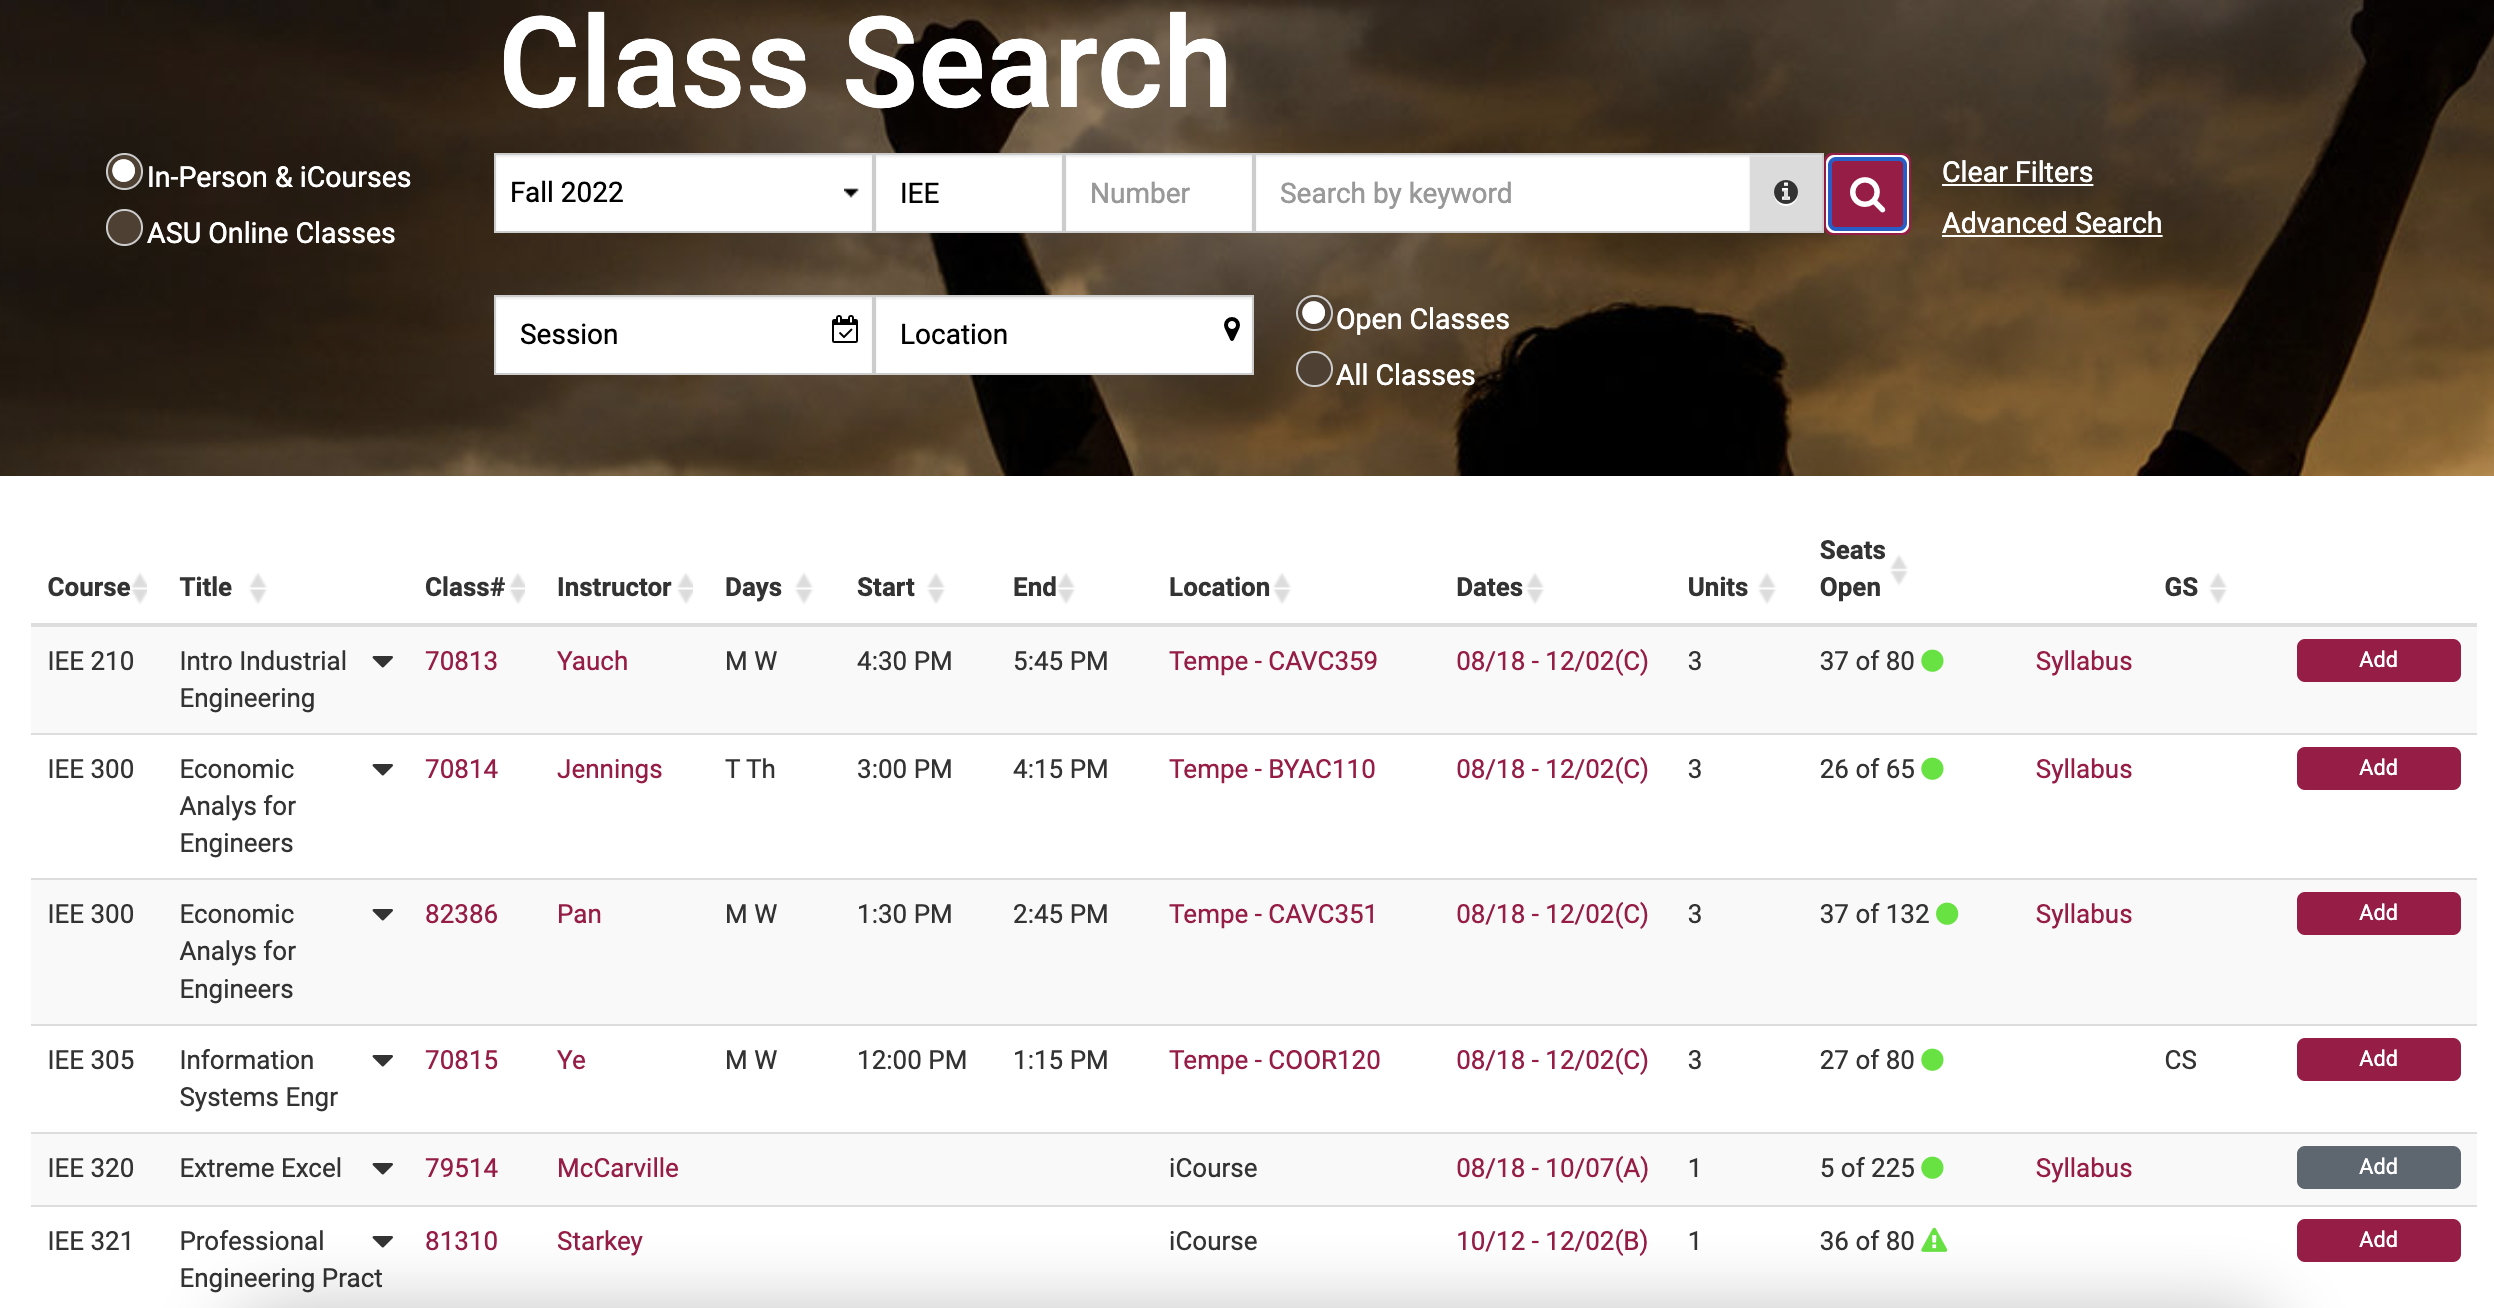 Class Search
In-Person & iCourses
ASU Online Classes
Fall 2022 IEE Number Search by keyword
Clear Filters
Advanced Search
Session Location
Open Classes
All Classes
Course Title Class# Instructor Days Start End Location Dates Units Seats Open GS
IEE 210 Intro Industrial 70813 Yauch M W 4:30 PM 5:45 PM Tempe - CAVC359 08/18 - 12/02(C) 3 37 of 80 Syllabus Add
Engineering
IEE 300 Economic 70814 Jennings T Th 3:00 PM 4:15 PM Tempe - BYAC110 08/18 - 12/02(C) 3 26 of 65 Syllabus Add
Analys for
Engineers
IEE 300 Economic 82386 Pan M W 1:30 PM 2:45 PM Tempe - CAVC351 08/18 - 12/02(C) 3 37 of 132 Syllabus Add
Analys for
Engineers
IEE 305 Information 70815 Ye M W 12:00 PM 1:15 PM Tempe - COOR120 08/18 - 12/02(C) 3 27 of 80 CS Add
Systems Engr
IEE 320 Extreme Excel 79514 McCarville iCourse 08/18 - 10/07(A) 1 5 of 225 Syllabus Add
IEE 321 Professional 81310 Starkey iCourse 10/12 - 12/02(B) 1 36 of 80 Add
Engineering Pract